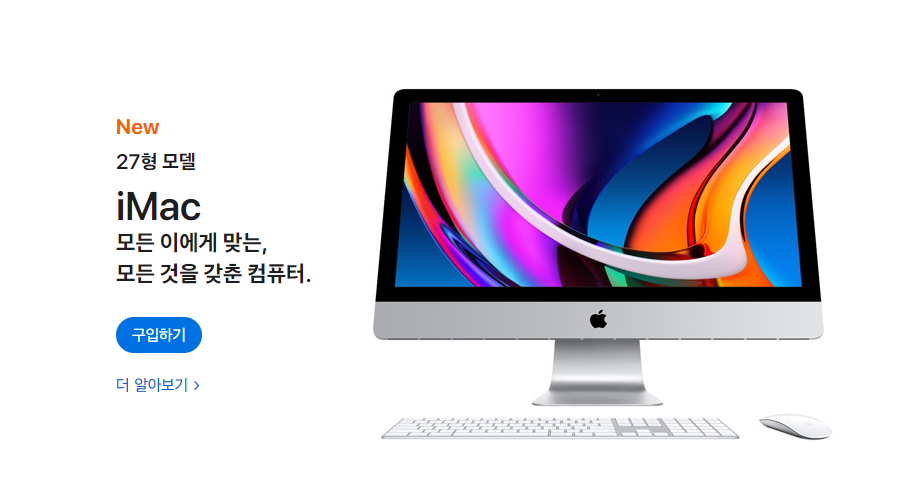 New
27형 모델
iMac
모든 이에게 맞는,
모든 것을 갖춘 컴퓨터.
구입하기
더 알아보기 >